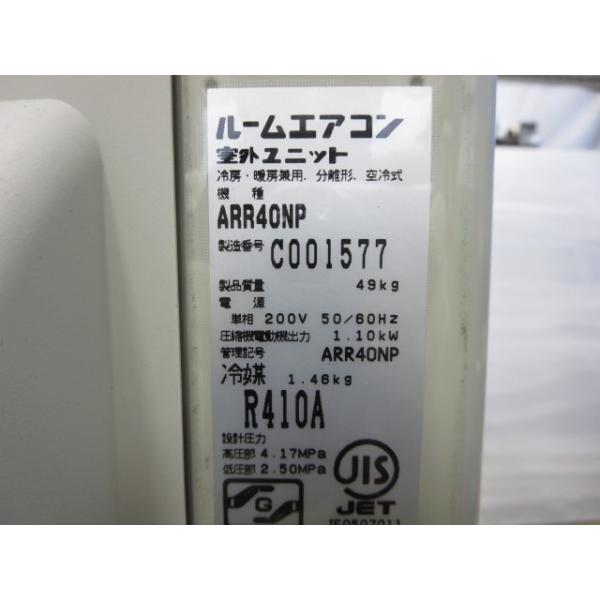 ルームエアコン
室外ユニット
冷房・暖房兼用．分離形．空冷式
機 種
ARR40NP
製造番号 C001577
製品質量 49kg
電 源
単相 200V 50/60Hz
圧縮機電動機出力 1.10kW
管理記号 ARR40NP
冷媒 1.46kg
R410A
設計圧力
高圧部 4.17MPa
低圧部 2.50MPa
JIS
JET
G